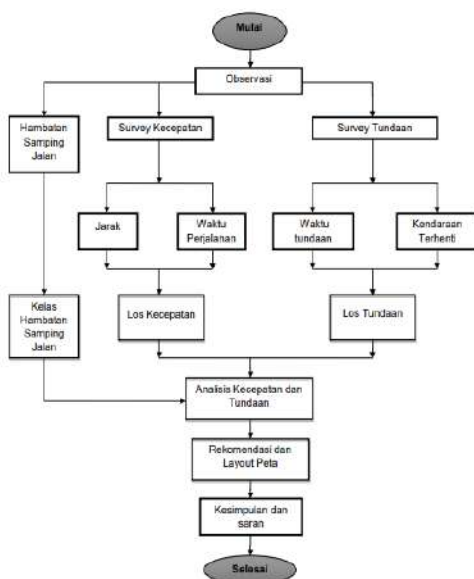 Mulai
Observasi
Hambatan
Samping
Jalan
Survey Kecepatan
Survey Tundaan
Jarak
Waktu
Perjalanan
Waktu
tundaan
Kendaraan
Terhenti
Kelas
Hambatan
Samping
Jalan
Los Kecepatan
Los Tundaan
Analisis Kecepatan dan
Tundaan
Rekomendasi dan
Layout Peta
Kesimpulan dan
saran
Selesai